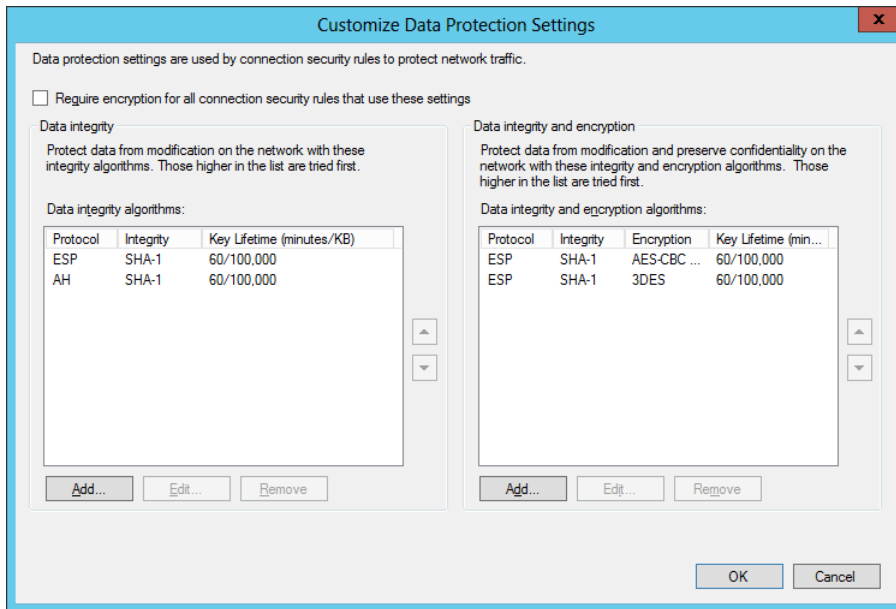 Customize Data Protection Settings
x
Data protection settings are used by connection security rules to protect network traffic.
Require encryption for all connection security rules that use these settings
Data integrity
Protect data from modification on the network with these
integrity algorithms. Those higher in the list are tried first.
Data integrity algorithms:
Protocol Integrity Key Lifetime (minutes/KB)
ESP SHA-1 60/100,000
AH SHA-1 60/100,000
Add... Edit... Remove
Data integrity and encryption
Protect data from modification and preserve confidentiality on the
network with these integrity and encryption algorithms. Those
higher in the list are tried first.
Data integrity and encryption algorithms:
Protocol Integrity Encryption Key Lifetime (min...
ESP SHA-1 AES-CBC ... 60/100,000
ESP SHA-1 3DES 60/100,000
Add... Edit... Remove
OK Cancel